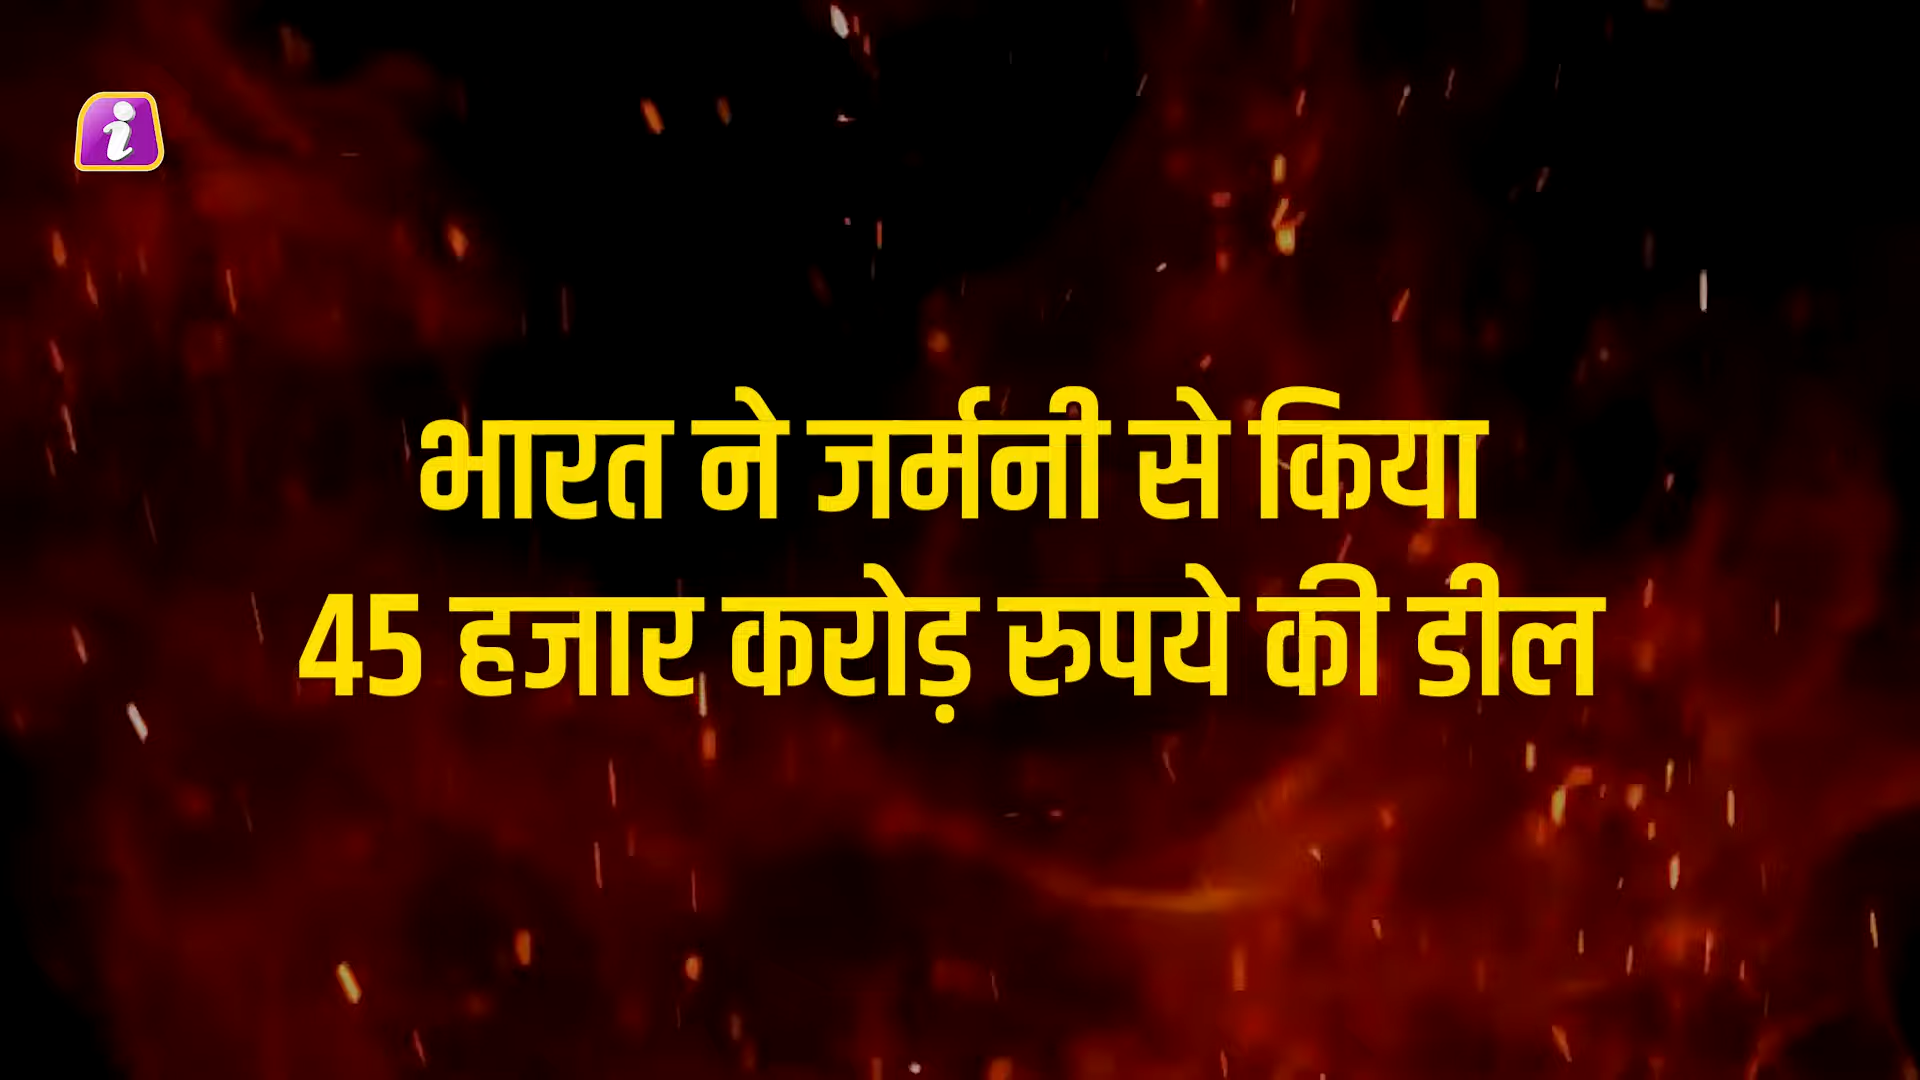 भारत ने जर्मनी से किया
45 हजार करोड़ रुपये की डील